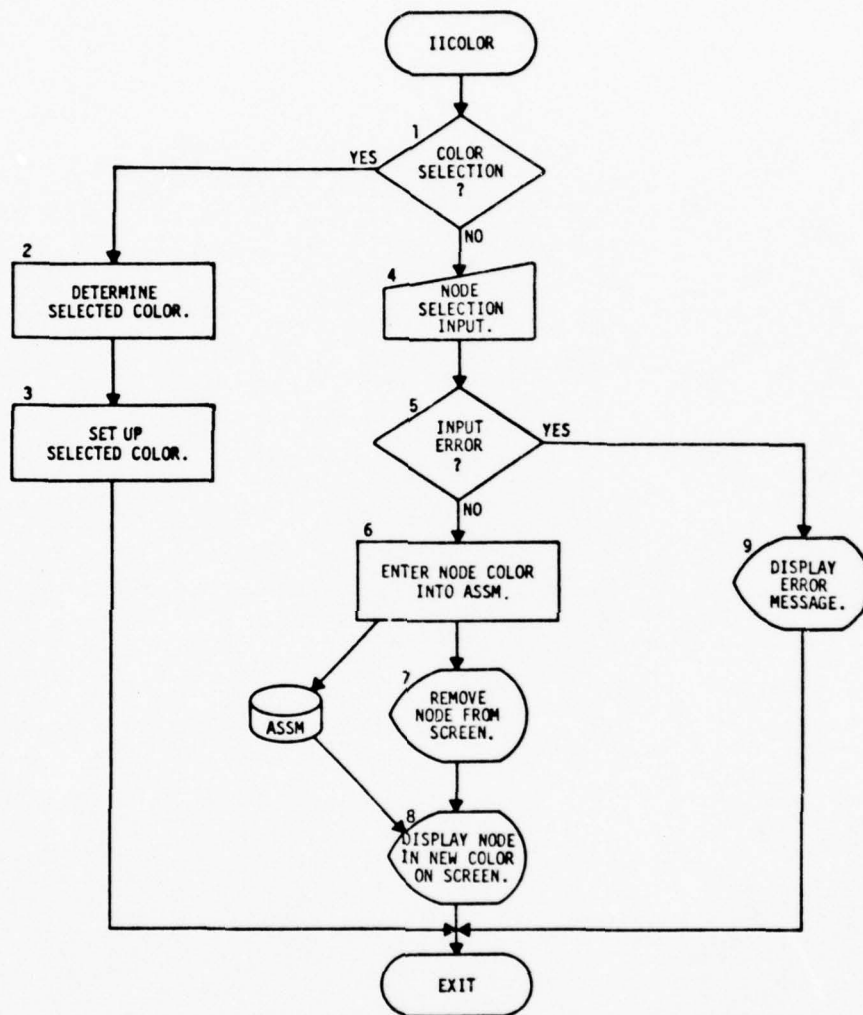 IICOLOR
1
COLOR
SELECTION
?
YES
NO
2
DETERMINE
SELECTED COLOR.
3
SET UP
SELECTED COLOR.
4
NODE
SELECTION
INPUT.
5
INPUT
ERROR
?
YES
NO
6
ENTER NODE COLOR
INTO ASSM.
ASSM
7
REMOVE
NODE FROM
SCREEN.
8
DISPLAY NODE
IN NEW COLOR
ON SCREEN.
9
DISPLAY
ERROR
MESSAGE.
EXIT